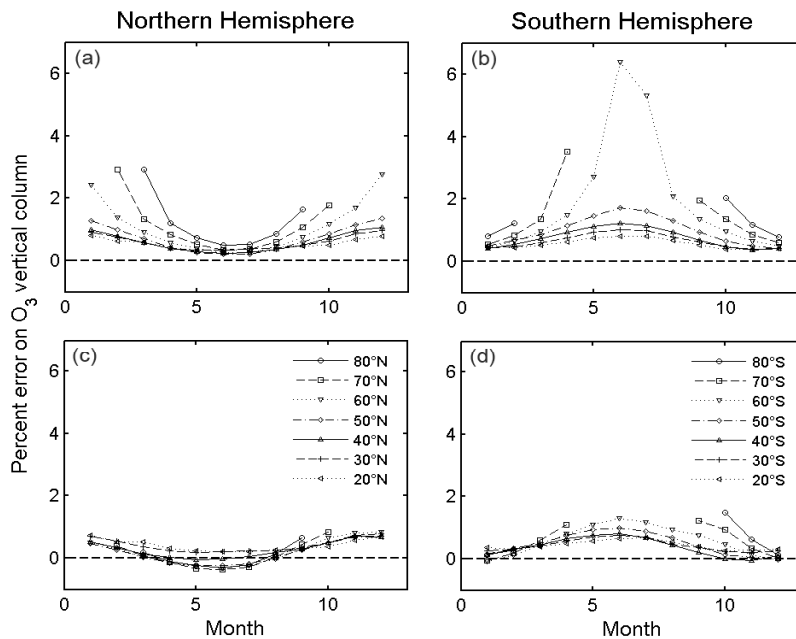 Northern Hemisphere
Southern Hemisphere
Percent error on O3 vertical column
(a)
6
4
2
0
0
5
10
(b)
6
4
2
0
0
5
10
(c)
80°N
70°N
60°N
50°N
40°N
30°N
20°N
6
4
2
0
0
5
10
Month
(d)
80°S
70°S
60°S
50°S
40°S
30°S
20°S
6
4
2
0
0
5
10
Month